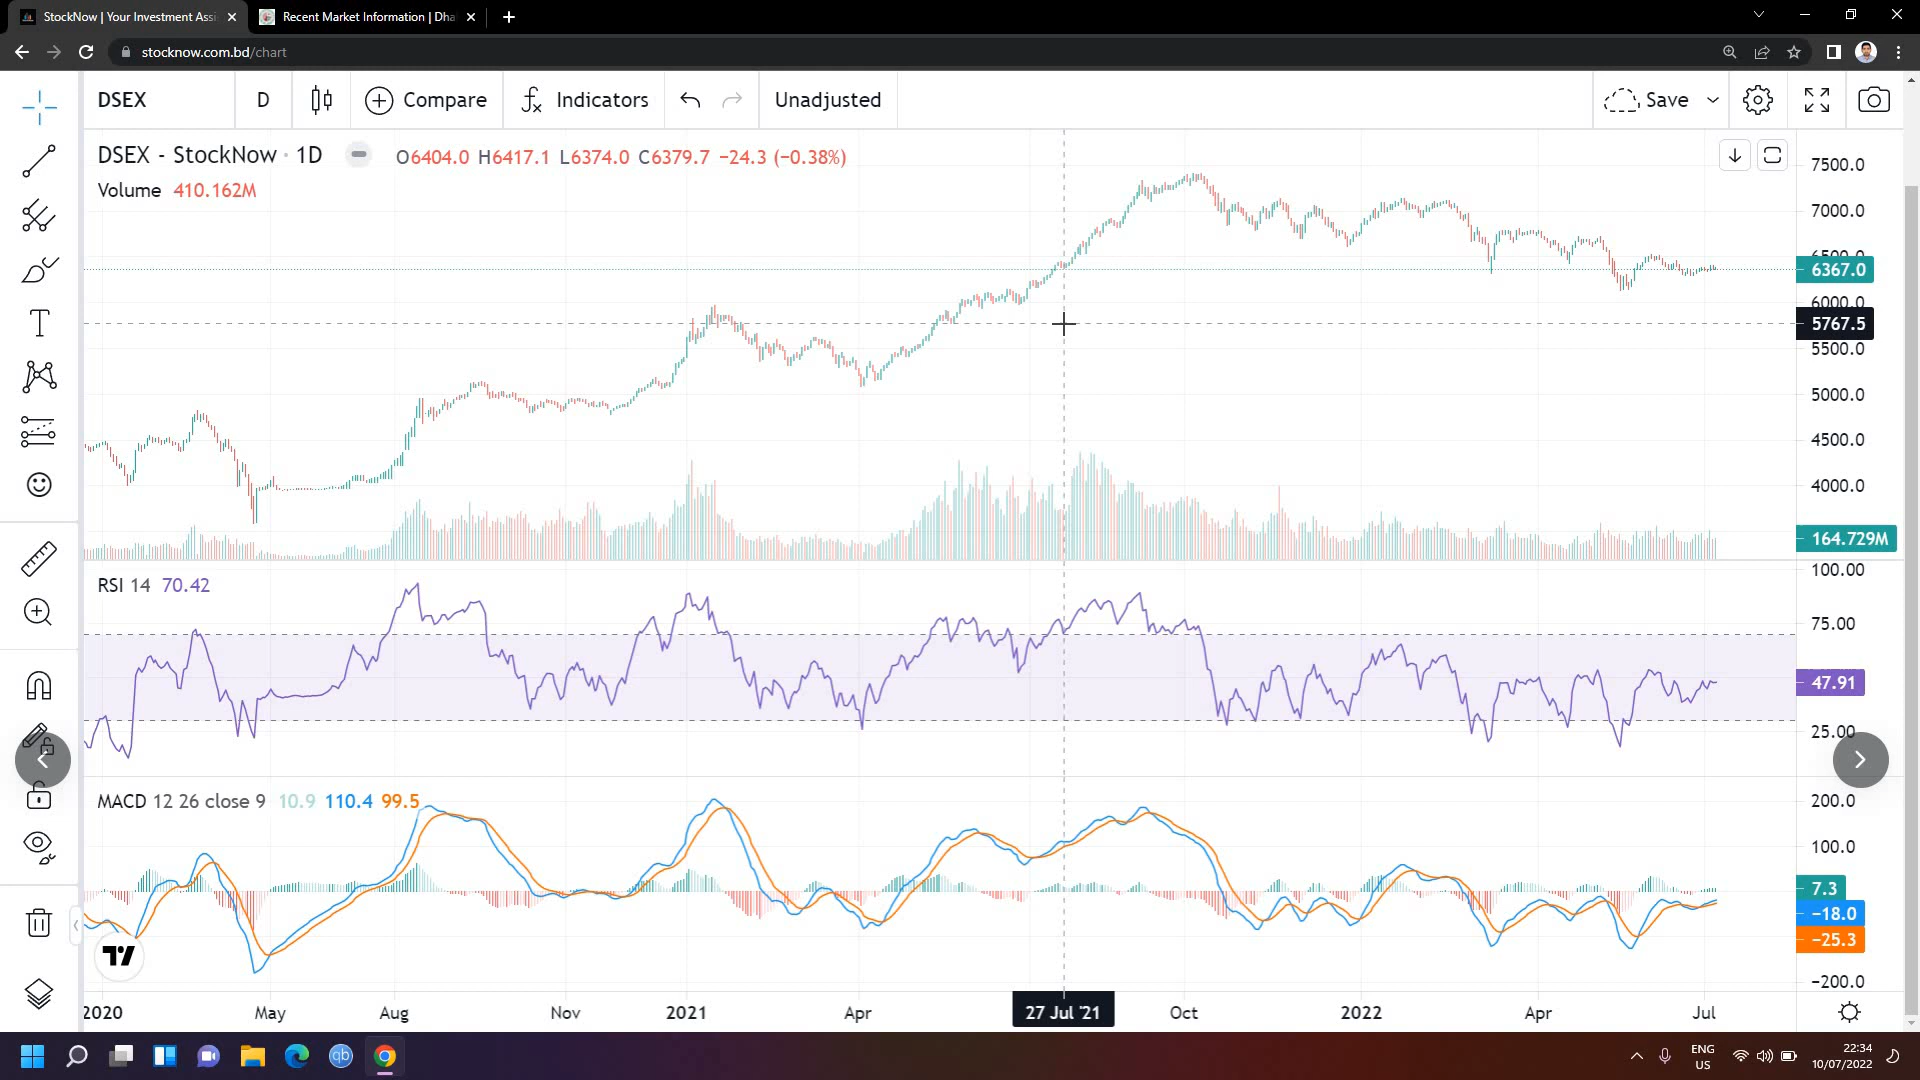 StockNow | Your Investment Assi
Recent Market Information | Dha
stocknow.com.bd/chart
DSEX D Compare Indicators Unadjusted Save
DSEX - StockNow · 1D O6404.0 H6417.1 L6374.0 C6379.7 −24.3 (−0.38%)
Volume 410.162M
7500.0
7000.0
6500.0
6367.0
6000.0
5767.5
5500.0
5000.0
4500.0
4000.0
164.729M
RSI 14 70.42
100.00
75.00
47.91
25.00
MACD 12 26 close 9 10.9 110.4 99.5
200.0
100.0
7.3
−18.0
−25.3
−200.0
2020 May Aug Nov 2021 Apr 27 Jul '21 Oct 2022 Apr Jul
ENG
US
22:34
10/07/2022